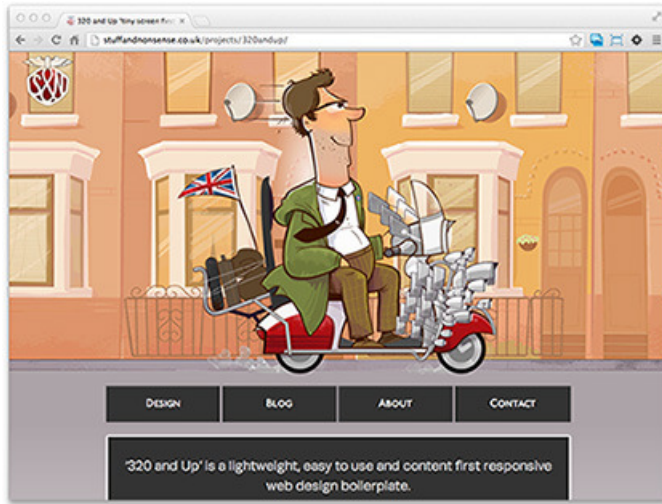 320 and Up 'tiny screen first
stuffandnonsense.co.uk/projects/320andup/
S&N
DESIGN
BLOG
ABOUT
CONTACT
'320 and Up' is a lightweight, easy to use and content first responsive
web design boilerplate.